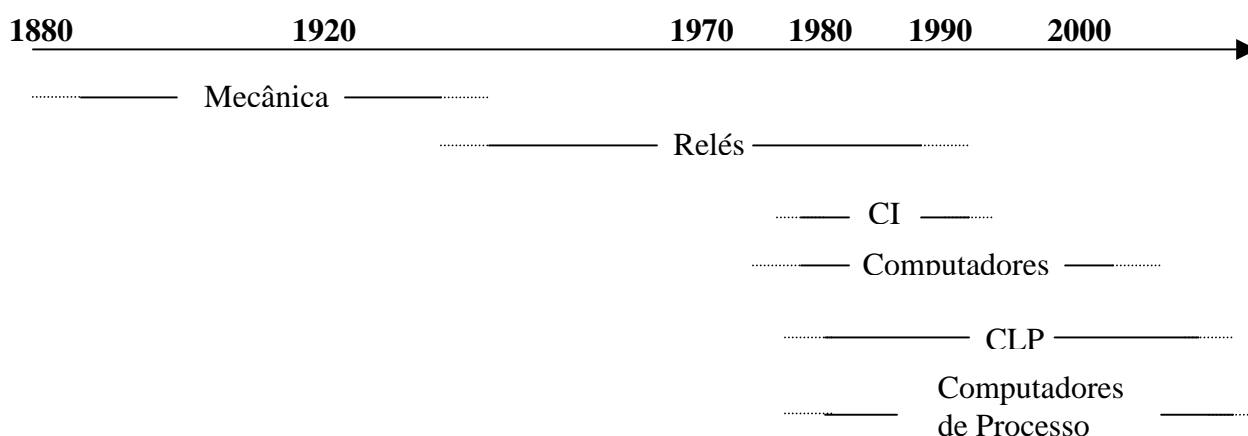 1880 1920 1970 1980 1990 2000
Mecânica
Relés
CI
Computadores
CLP
Computadores
de Processo